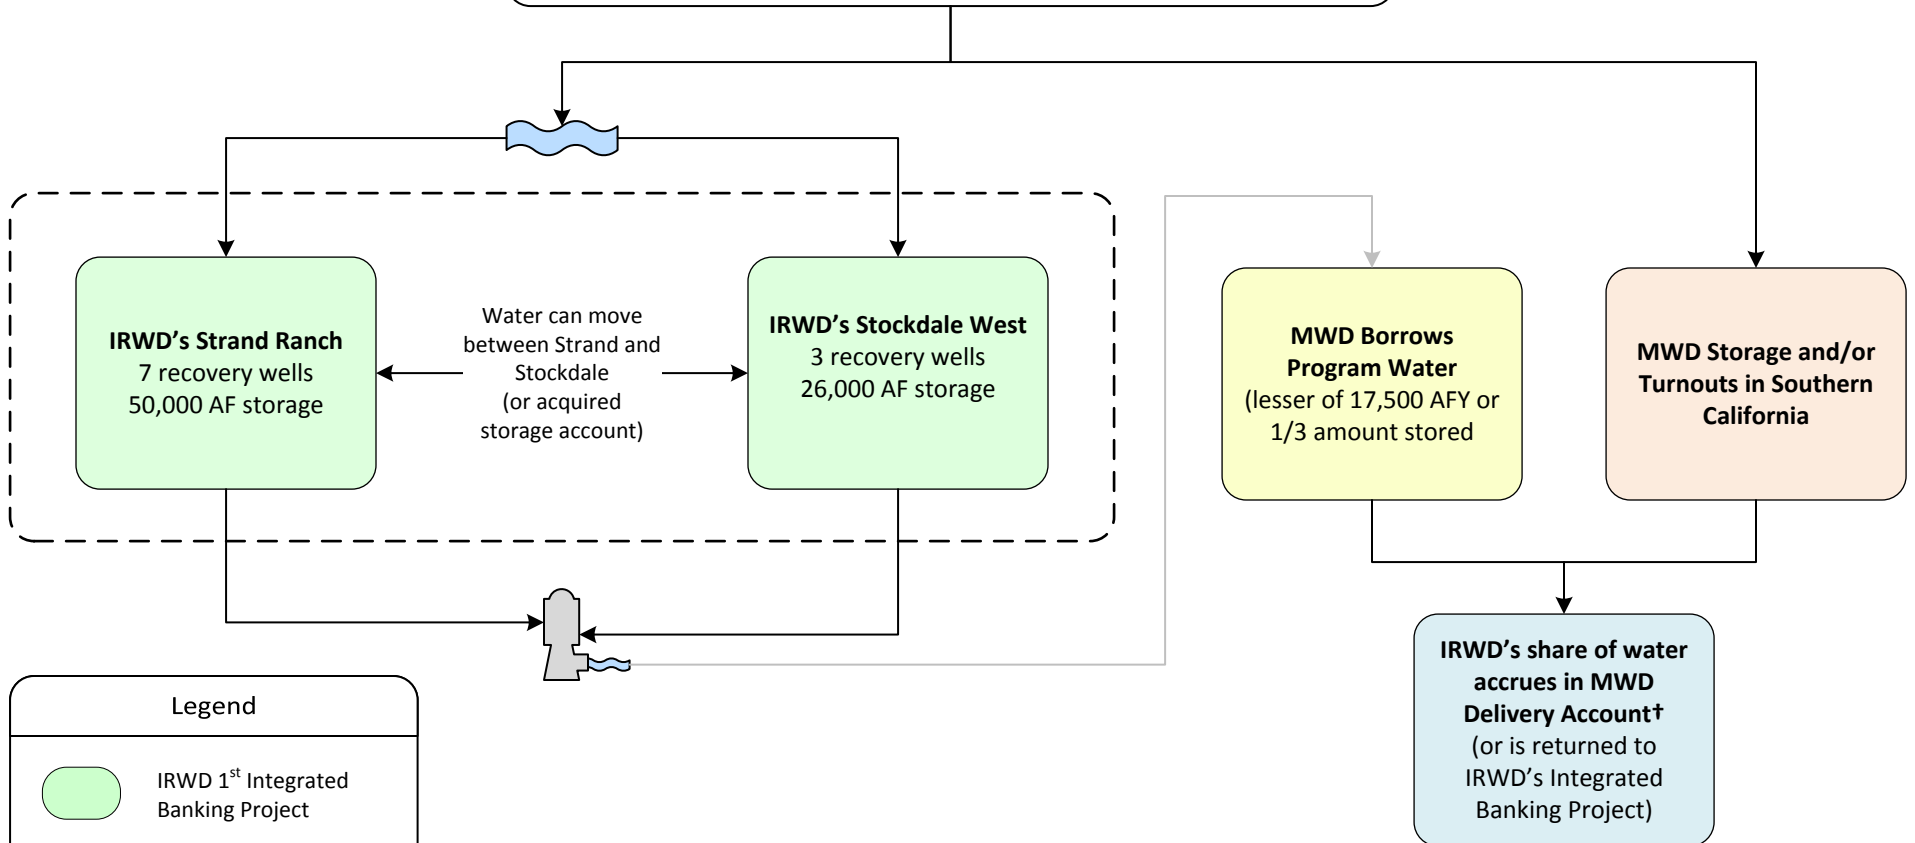 IRWD’s Strand Ranch
7 recovery wells
50,000 AF storage
Water can move
between Strand and
Stockdale
(or acquired
storage account)
IRWD’s Stockdale West
3 recovery wells
26,000 AF storage
MWD Borrows
Program Water
(lesser of 17,500 AFY or
1/3 amount stored
MWD Storage and/or
Turnouts in Southern
California
IRWD’s share of water
accrues in MWD
Delivery Account†
(or is returned to
IRWD’s Integrated
Banking Project)
Legend
IRWD 1st Integrated
Banking Project